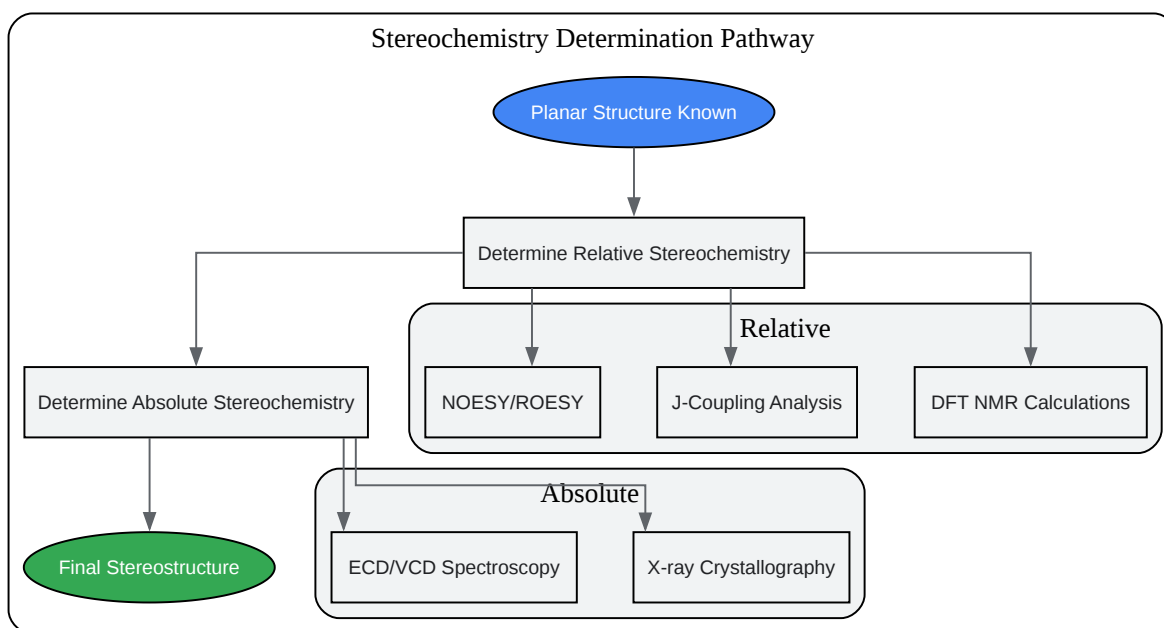 Stereochemistry Determination Pathway
Planar Structure Known
Determine Relative Stereochemistry
Relative
Determine Absolute Stereochemistry
NOESY/ROESY
J-Coupling Analysis
DFT NMR Calculations
Absolute
Final Stereostructure
ECD/VCD Spectroscopy
X-ray Crystallography